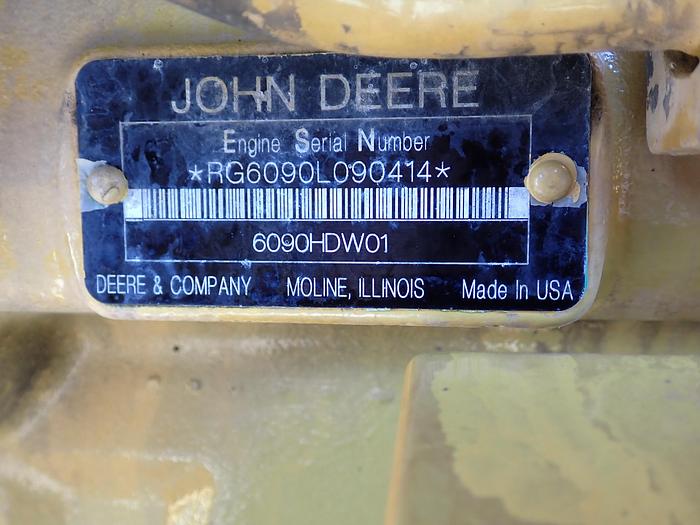 JOHN DEERE
Engine Serial Number
*RG6090L090414*
6090HDW01
DEERE & COMPANY MOLINE, ILLINOIS Made In USA